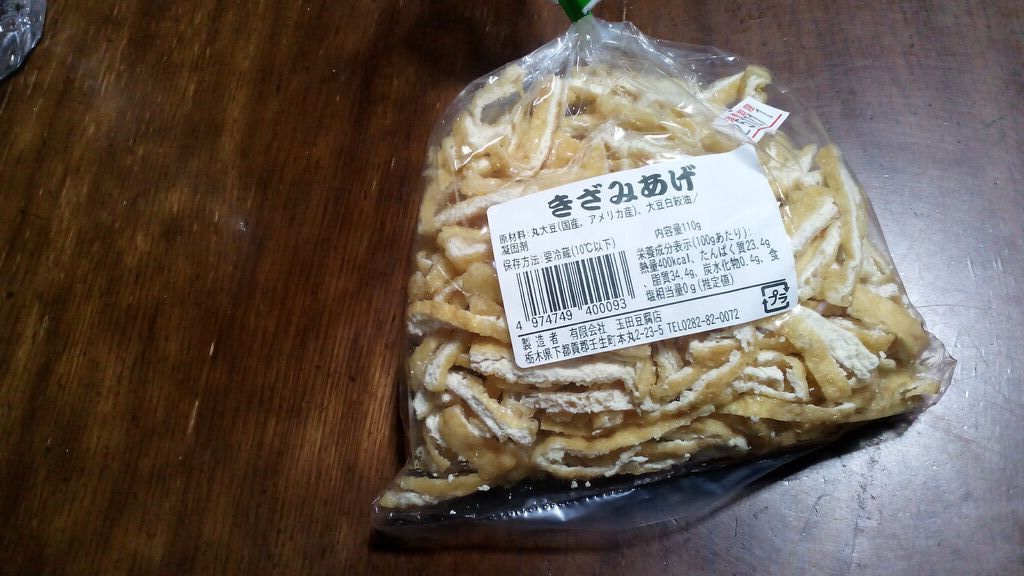 きざみあげ
原材料:丸大豆(国産、アメリカ産)、大豆白絞油/
凝固剤
内容量110g
保存方法:要冷蔵(10℃以下)
栄養成分表示(100gあたり):
熱量400kcal、たんぱく質23.4g
、脂質34.4g、炭水化物0.4g、食
塩相当量0g(推定値)
4 974749 400093
プラ
製造者 有限会社 玉田豆腐店
栃木県下都賀郡壬生町本丸2-23-5 TEL0282-82-0072